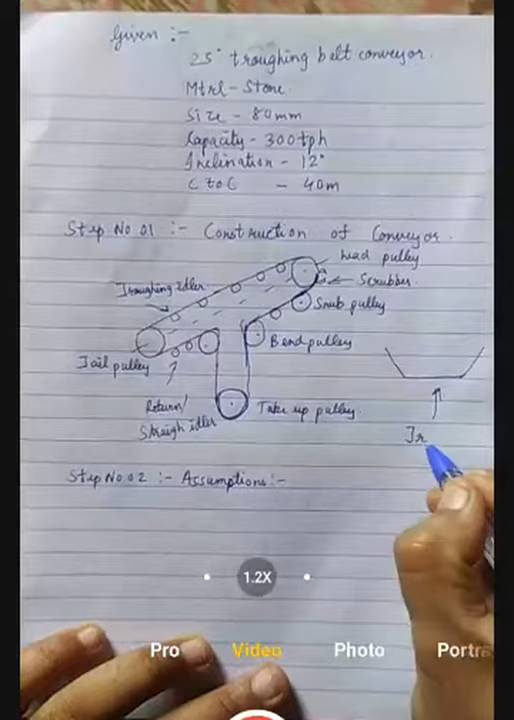 Given :-
25° troughing belt conveyor.
Mtrl - Stone.
Size - 80mm
Capacity - 300tph
Inclination - 12°
C to C - 40m
Step No 01 :- Construction of Conveyor.
head pulley
Scrubber
Troughing idler
Snub pulley
Bend pulley
Tail pulley
Return/
Straigh idler
Take up pulley.
Tr
Step No. 02 :- Assumptions :-
1.2X
Pro Video Photo Portra